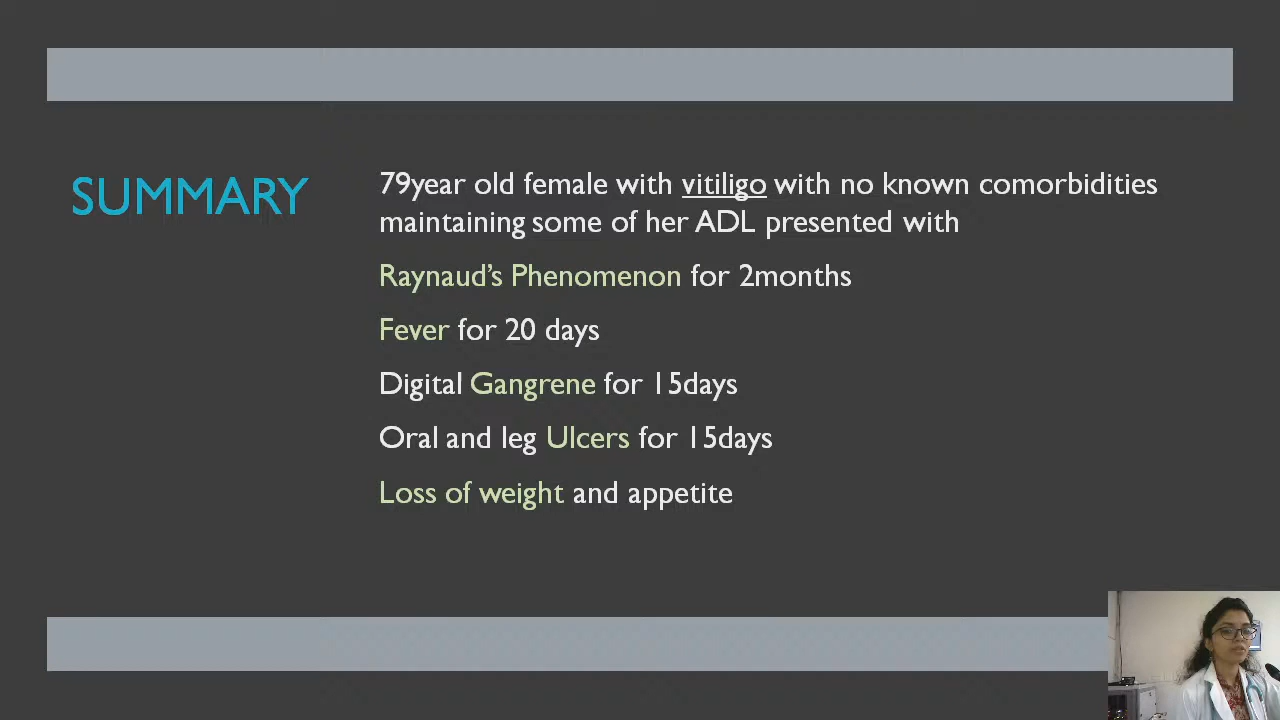 SUMMARY
79year old female with vitiligo with no known comorbidities
maintaining some of her ADL presented with
Raynaud's Phenomenon for 2months
Fever for 20 days
Digital Gangrene for 15days
Oral and leg Ulcers for 15days
Loss of weight and appetite